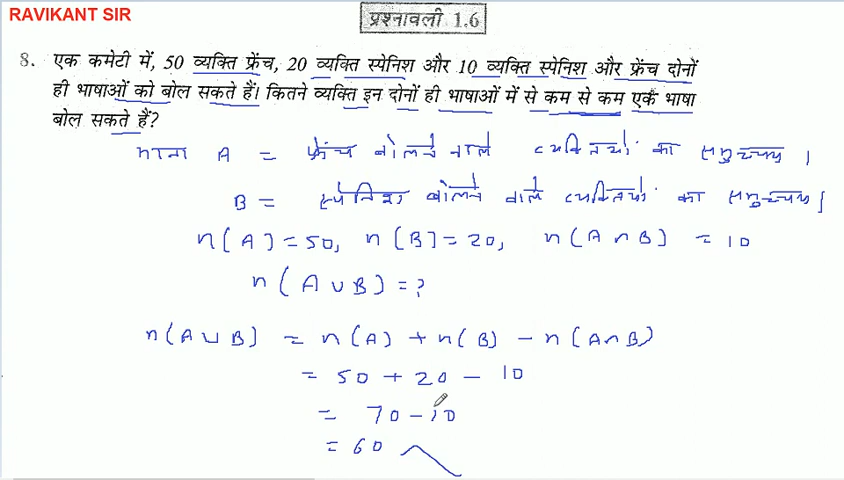 RAVIKANT SIR
प्रश्नावली 1.6
8. एक कमेटी में, 50 व्यक्ति फ्रेंच, 20 व्यक्ति स्पेनिश और 10 व्यक्ति स्पेनिश और फ्रेंच दोनों
ही भाषाओं को बोल सकते हैं। कितने व्यक्ति इन दोनों ही भाषाओं में से कम से कम एक भाषा
बोल सकते हैं?
माना A = फ्रेंच बोलने वाले व्यक्तियों का समुच्चय।
B = स्पेनिश बोलने वाले व्यक्तियों का समुच्चय।
n(A) = 50, n(B) = 20, n(A ∩ B) = 10
n(A ∪ B) = ?
n(A ∪ B) = n(A) + n(B) - n(A∩B)
= 50 + 20 - 10
= 70 - 10
= 60